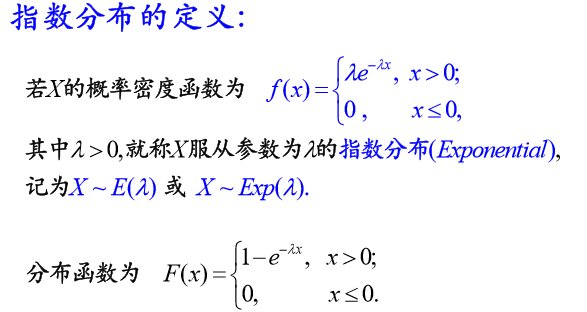 指数分布的定义:
若X的概率密度函数为 f(x) = { λe^{-λx}, x > 0;
0, x ≤ 0,
其中λ > 0,就称X服从参数为λ的指数分布(Exponential),
记为X ~ E(λ) 或 X ~ Exp(λ).
分布函数为 F(x) = { 1−e^{−λx}, x > 0;
0, x ≤ 0.